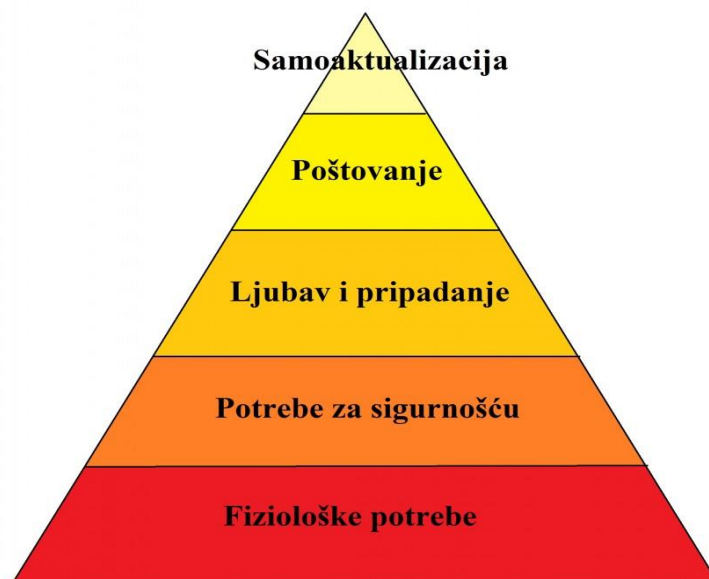 Samoaktualizacija
Poštovanje
Ljubav i pripadanje
Potrebe za sigurnošću
Fiziološke potrebe